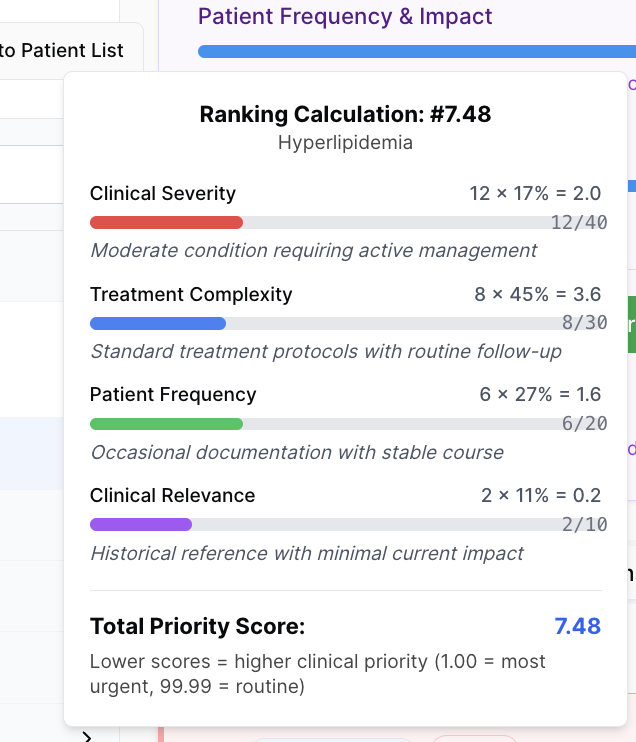 Patient Frequency & Impact
to Patient List
Ranking Calculation: #7.48
Hyperlipidemia
Clinical Severity 12 × 17% = 2.0
12/40
Moderate condition requiring active management
Treatment Complexity 8 × 45% = 3.6
8/30
Standard treatment protocols with routine follow-up
Patient Frequency 6 × 27% = 1.6
6/20
Occasional documentation with stable course
Clinical Relevance 2 × 11% = 0.2
2/10
Historical reference with minimal current impact
Total Priority Score: 7.48
Lower scores = higher clinical priority (1.00 = most
urgent, 99.99 = routine)